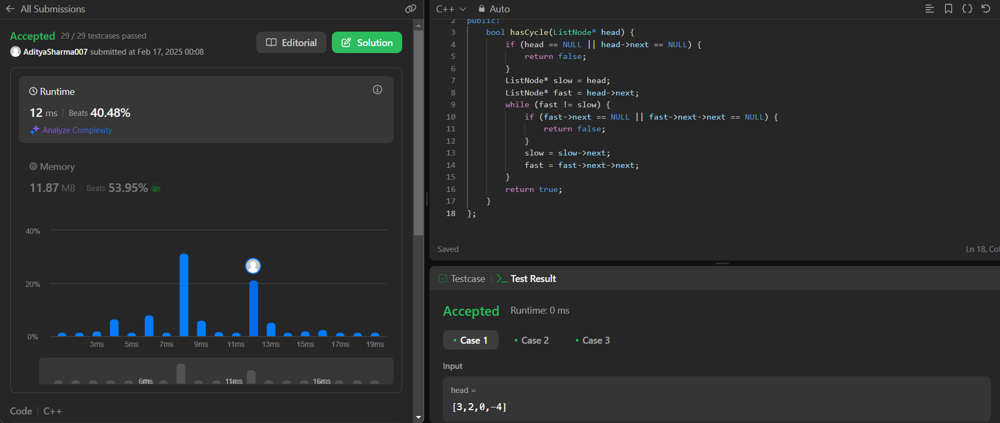 All Submissions
Accepted 29 / 29 testcases passed
AdityaSharma007 submitted at Feb 17, 2025 00:08
Editorial
Solution
Runtime
12 ms | Beats 40.48%
Analyze Complexity
Memory
11.87 MB | Beats 53.95%
40%
20%
0%
3ms 5ms 7ms 9ms 11ms 13ms 15ms 17ms 19ms
6ms 11ms 16ms
Code | C++
C++ Auto
2 public:
3 bool hasCycle(ListNode* head) {
4 if (head == NULL || head->next == NULL) {
5 return false;
6 }
7 ListNode* slow = head;
8 ListNode* fast = head->next;
9 while (fast != slow) {
10 if (fast->next == NULL || fast->next->next == NULL) {
11 return false;
12 }
13 slow = slow->next;
14 fast = fast->next->next;
15 }
16 return true;
17 }
18 };
Saved
Ln 18, Col
Testcase | >_ Test Result
Accepted Runtime: 0 ms
• Case 1 • Case 2 • Case 3
Input
head =
[3,2,0,-4]